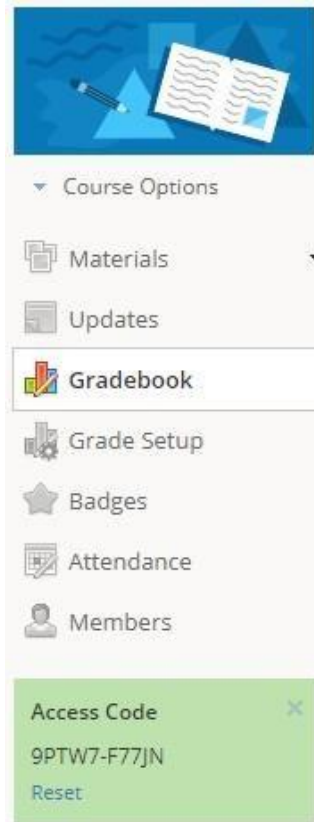 Course Options
Materials
Updates
Gradebook
Grade Setup
Badges
Attendance
Members
Access Code
9PTW7-F77JN
Reset